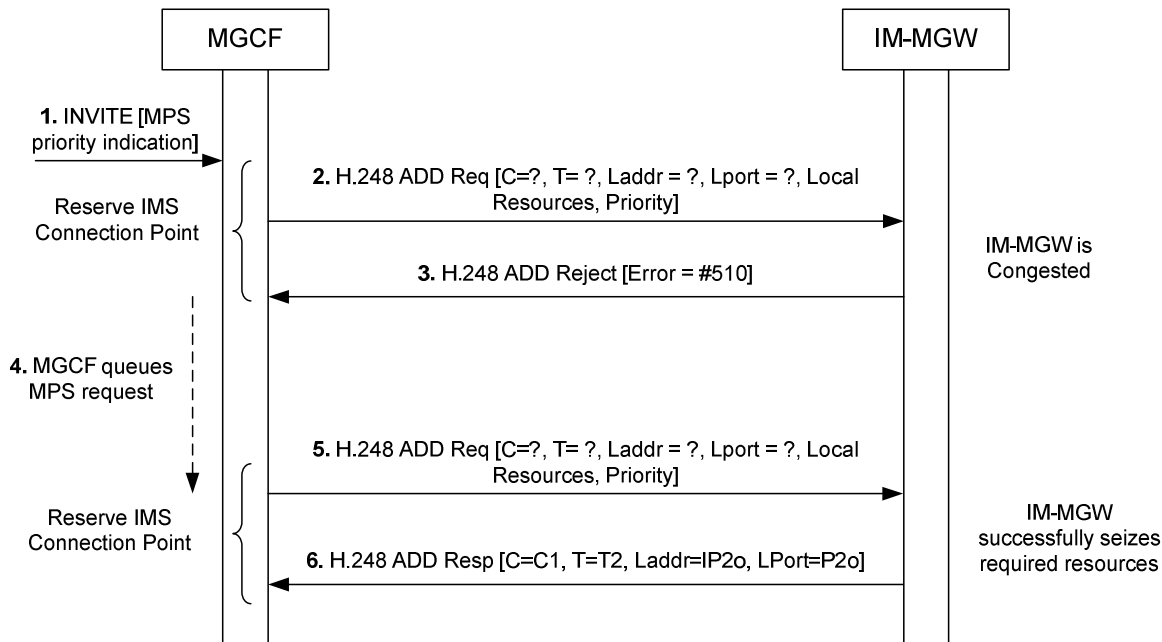 MGCF
IM-MGW
1. INVITE [MPS
priority indication]
2. H.248 ADD Req [C=?, T= ?, Laddr = ?, Lport = ?, Local
Resources, Priority]
Reserve IMS
Connection Point
IM-MGW is
Congested
3. H.248 ADD Reject [Error = #510]
4. MGCF queues
MPS request
5. H.248 ADD Req [C=?, T= ?, Laddr = ?, Lport = ?, Local
Resources, Priority]
Reserve IMS
Connection Point
IM-MGW
successfully seizes
required resources
6. H.248 ADD Resp [C=C1, T=T2, Laddr=IP2o, LPort=P2o]